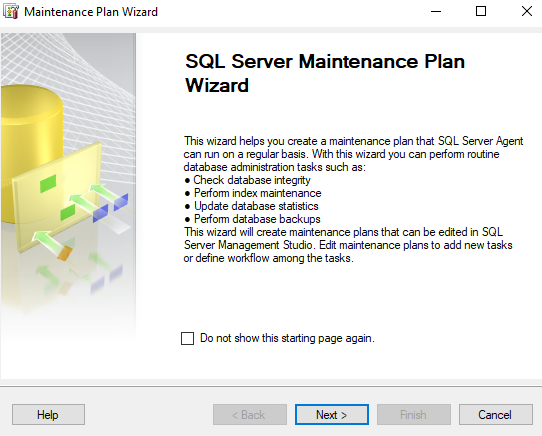 Maintenance Plan Wizard
SQL Server Maintenance Plan
Wizard
This wizard helps you create a maintenance plan that SQL Server Agent
can run on a regular basis. With this wizard you can perform routine
database administration tasks such as:
● Check database integrity
● Perform index maintenance
● Update database statistics
● Perform database backups
This wizard will create maintenance plans that can be edited in SQL
Server Management Studio. Edit maintenance plans to add new tasks
or define workflow among the tasks.
Do not show this starting page again.
Help
< Back
Next >
Finish
Cancel